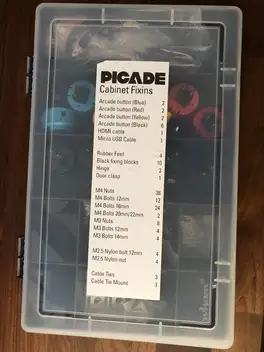 PICADE
Cabinet Fixins
Arcade button (Blue) 2
Arcade button (Red) 2
Arcade button (Yellow) 2
Arcade button (Black) 6
HDMI cable 1
Micro USB Cable 1
Rubber Feet 4
Black fixing blocks 10
Hinge 2
Door clasp 1
M4 Nuts 38
M4 Bolts 12mm 12
M4 Bolts 16mm 24
M4 Bolts 20mm/22mm 2
M3 Nuts 8
M3 Bolts 12mm 4
M3 Bolts 14mm 4
M2.5 Nylon bolt 12mm 4
M2.5 Nylon nut 4
Cable Ties 3
Cable Tie Mount 3